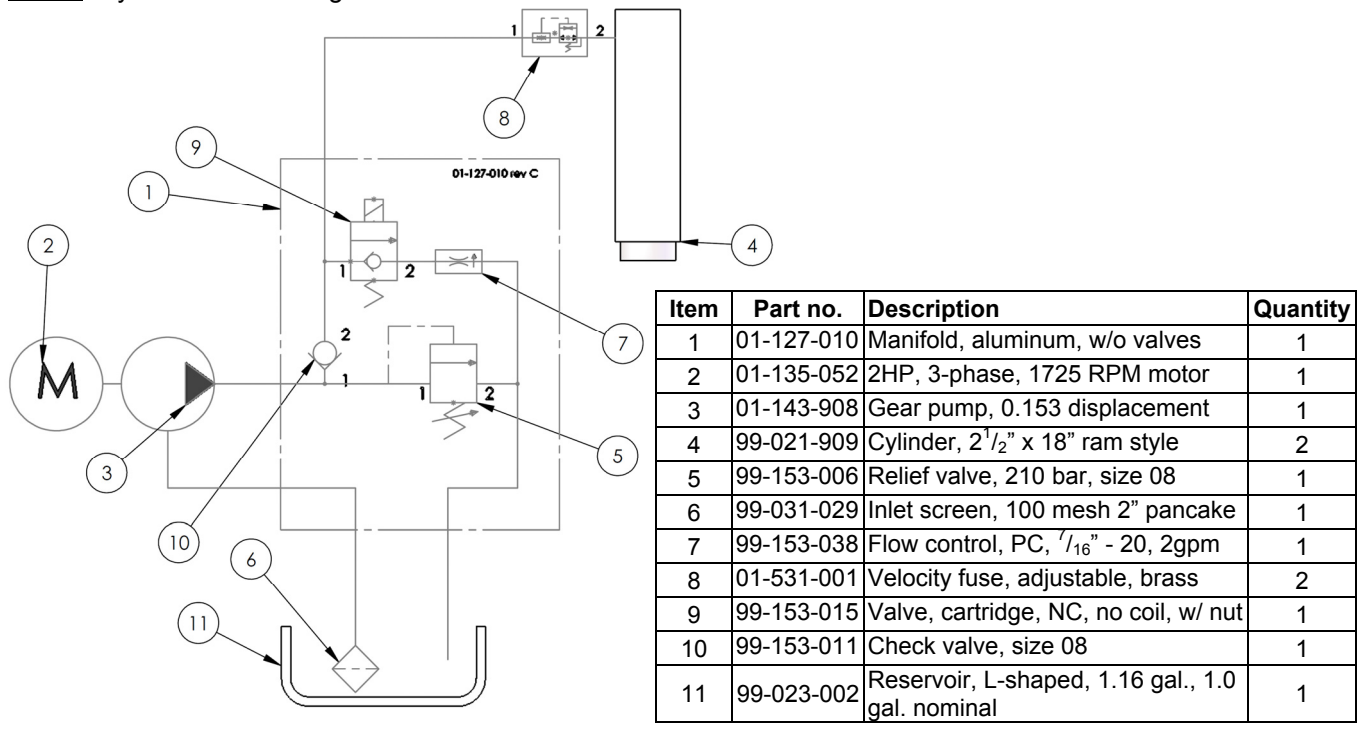 1 2
8
9
01-127-010 rev C
1
2
4
1 2
7
2
1
1 2
M
3
5
10
6
11
Item Part no. Description Quantity
1 01-127-010 Manifold, aluminum, w/o valves 1
2 01-135-052 2HP, 3-phase, 1725 RPM motor 1
3 01-143-908 Gear pump, 0.153 displacement 1
4 99-021-909 Cylinder, 2 1/2” x 18” ram style 2
5 99-153-006 Relief valve, 210 bar, size 08 1
6 99-031-029 Inlet screen, 100 mesh 2” pancake 1
7 99-153-038 Flow control, PC, 7/16” - 20, 2gpm 1
8 01-531-001 Velocity fuse, adjustable, brass 2
9 99-153-015 Valve, cartridge, NC, no coil, w/ nut 1
10 99-153-011 Check valve, size 08 1
11 99-023-002 Reservoir, L-shaped, 1.16 gal., 1.0 1
gal. nominal